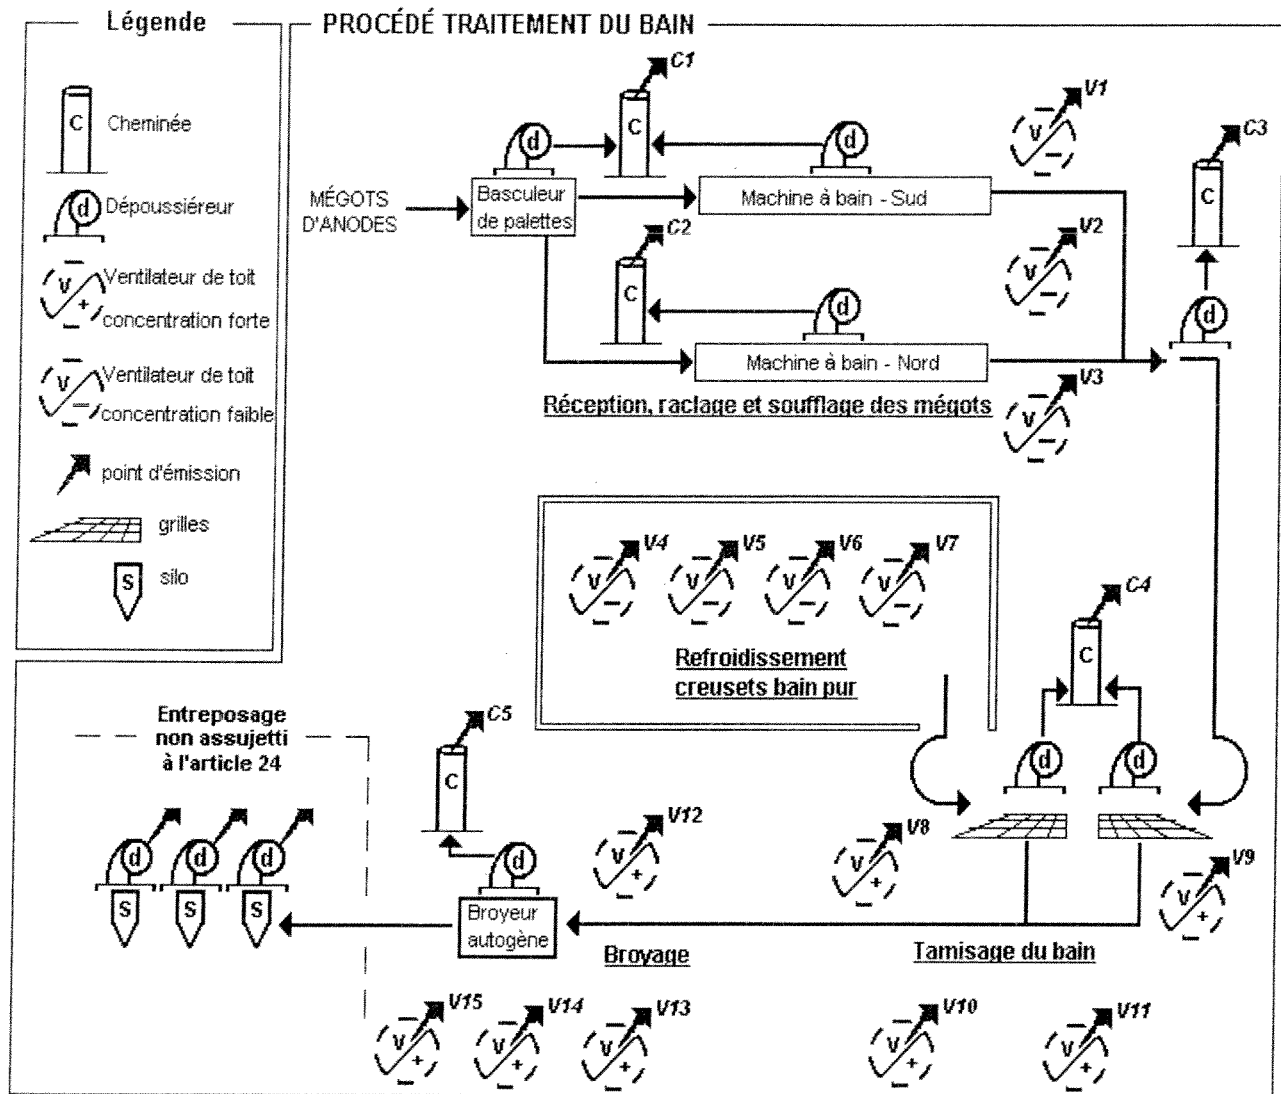 Légende
C
Cheminée
d
Dépoussiéreur
V
+
Ventilateur de toit
concentration forte
V
Ventilateur de toit
concentration faible
point d'émission
grilles
S
silo
PROCÉDÉ TRAITEMENT DU BAIN
C1
V1
C3
C
d
d
V
C
MÉGOTS
D'ANODES
Basculeur
de palettes
Machine à bain - Sud
C2
V2
C
d
V
d
Machine à bain - Nord
V3
Réception, raclage et soufflage des mégots
V
V4
V5
V6
V7
V
V
V
V
C4
C
Refroidissement
creusets bain pur
Entreposage
non assujetti
à l'article 24
C5
C
d
d
V12
V8
V9
d
d
d
d
V
+
V
+
V
+
S
S
S
Broyeur
autogène
Broyage
Tamisage du bain
V15
V14
V13
V10
V11
V
+
V
+
V
+
V
+
V
+